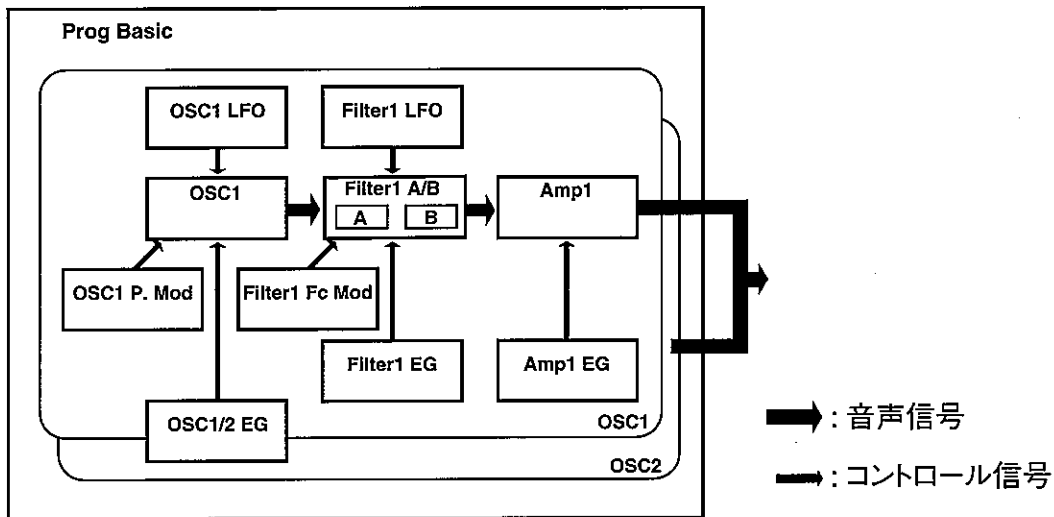 Prog Basic
OSC1 LFO
Filter1 LFO
OSC1
Filter1 A/B
A
B
Amp1
OSC1 P. Mod
Filter1 Fc Mod
Filter1 EG
Amp1 EG
OSC1/2 EG
OSC1
OSC2
: 音声信号
: コントロール信号